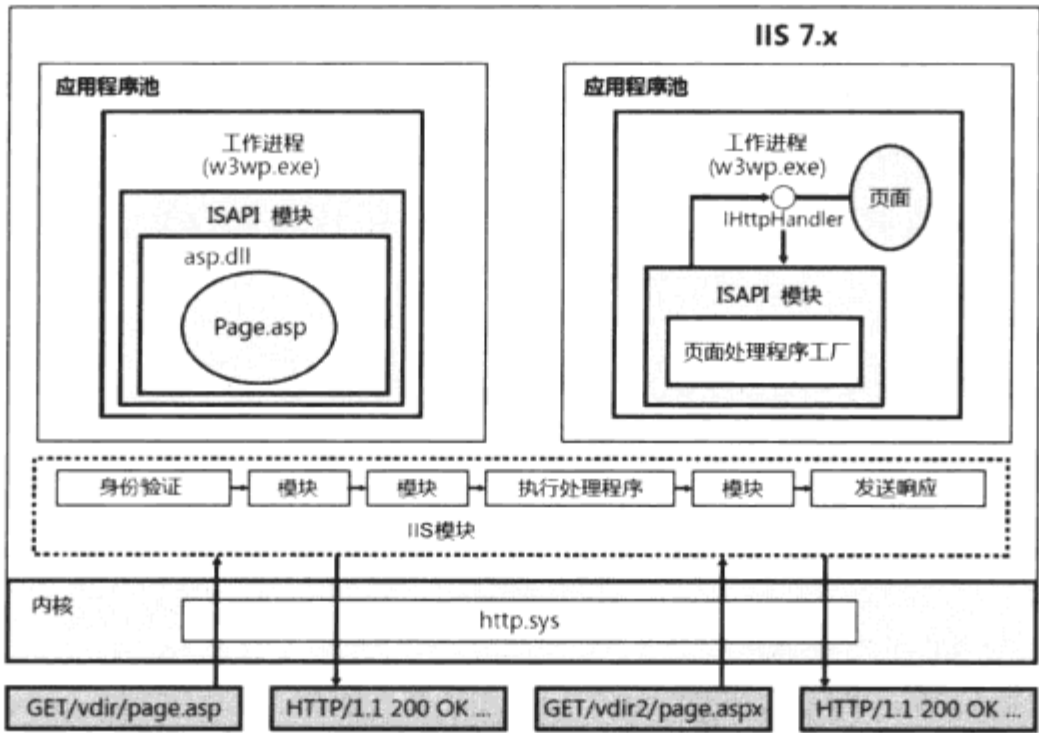 IIS 7.x
应用程序池
工作进程
(w3wp.exe)
ISAPI 模块
asp.dll
Page.asp
应用程序池
工作进程
(w3wp.exe)
页面
IHttpHandler
ISAPI 模块
页面处理程序工厂
身份验证
模块
模块
执行处理程序
模块
发送响应
IIS模块
内核
http.sys
GET/vdir/page.asp
HTTP/1.1 200 OK ...
GET/vdir2/page.aspx
HTTP/1.1 200 OK ...